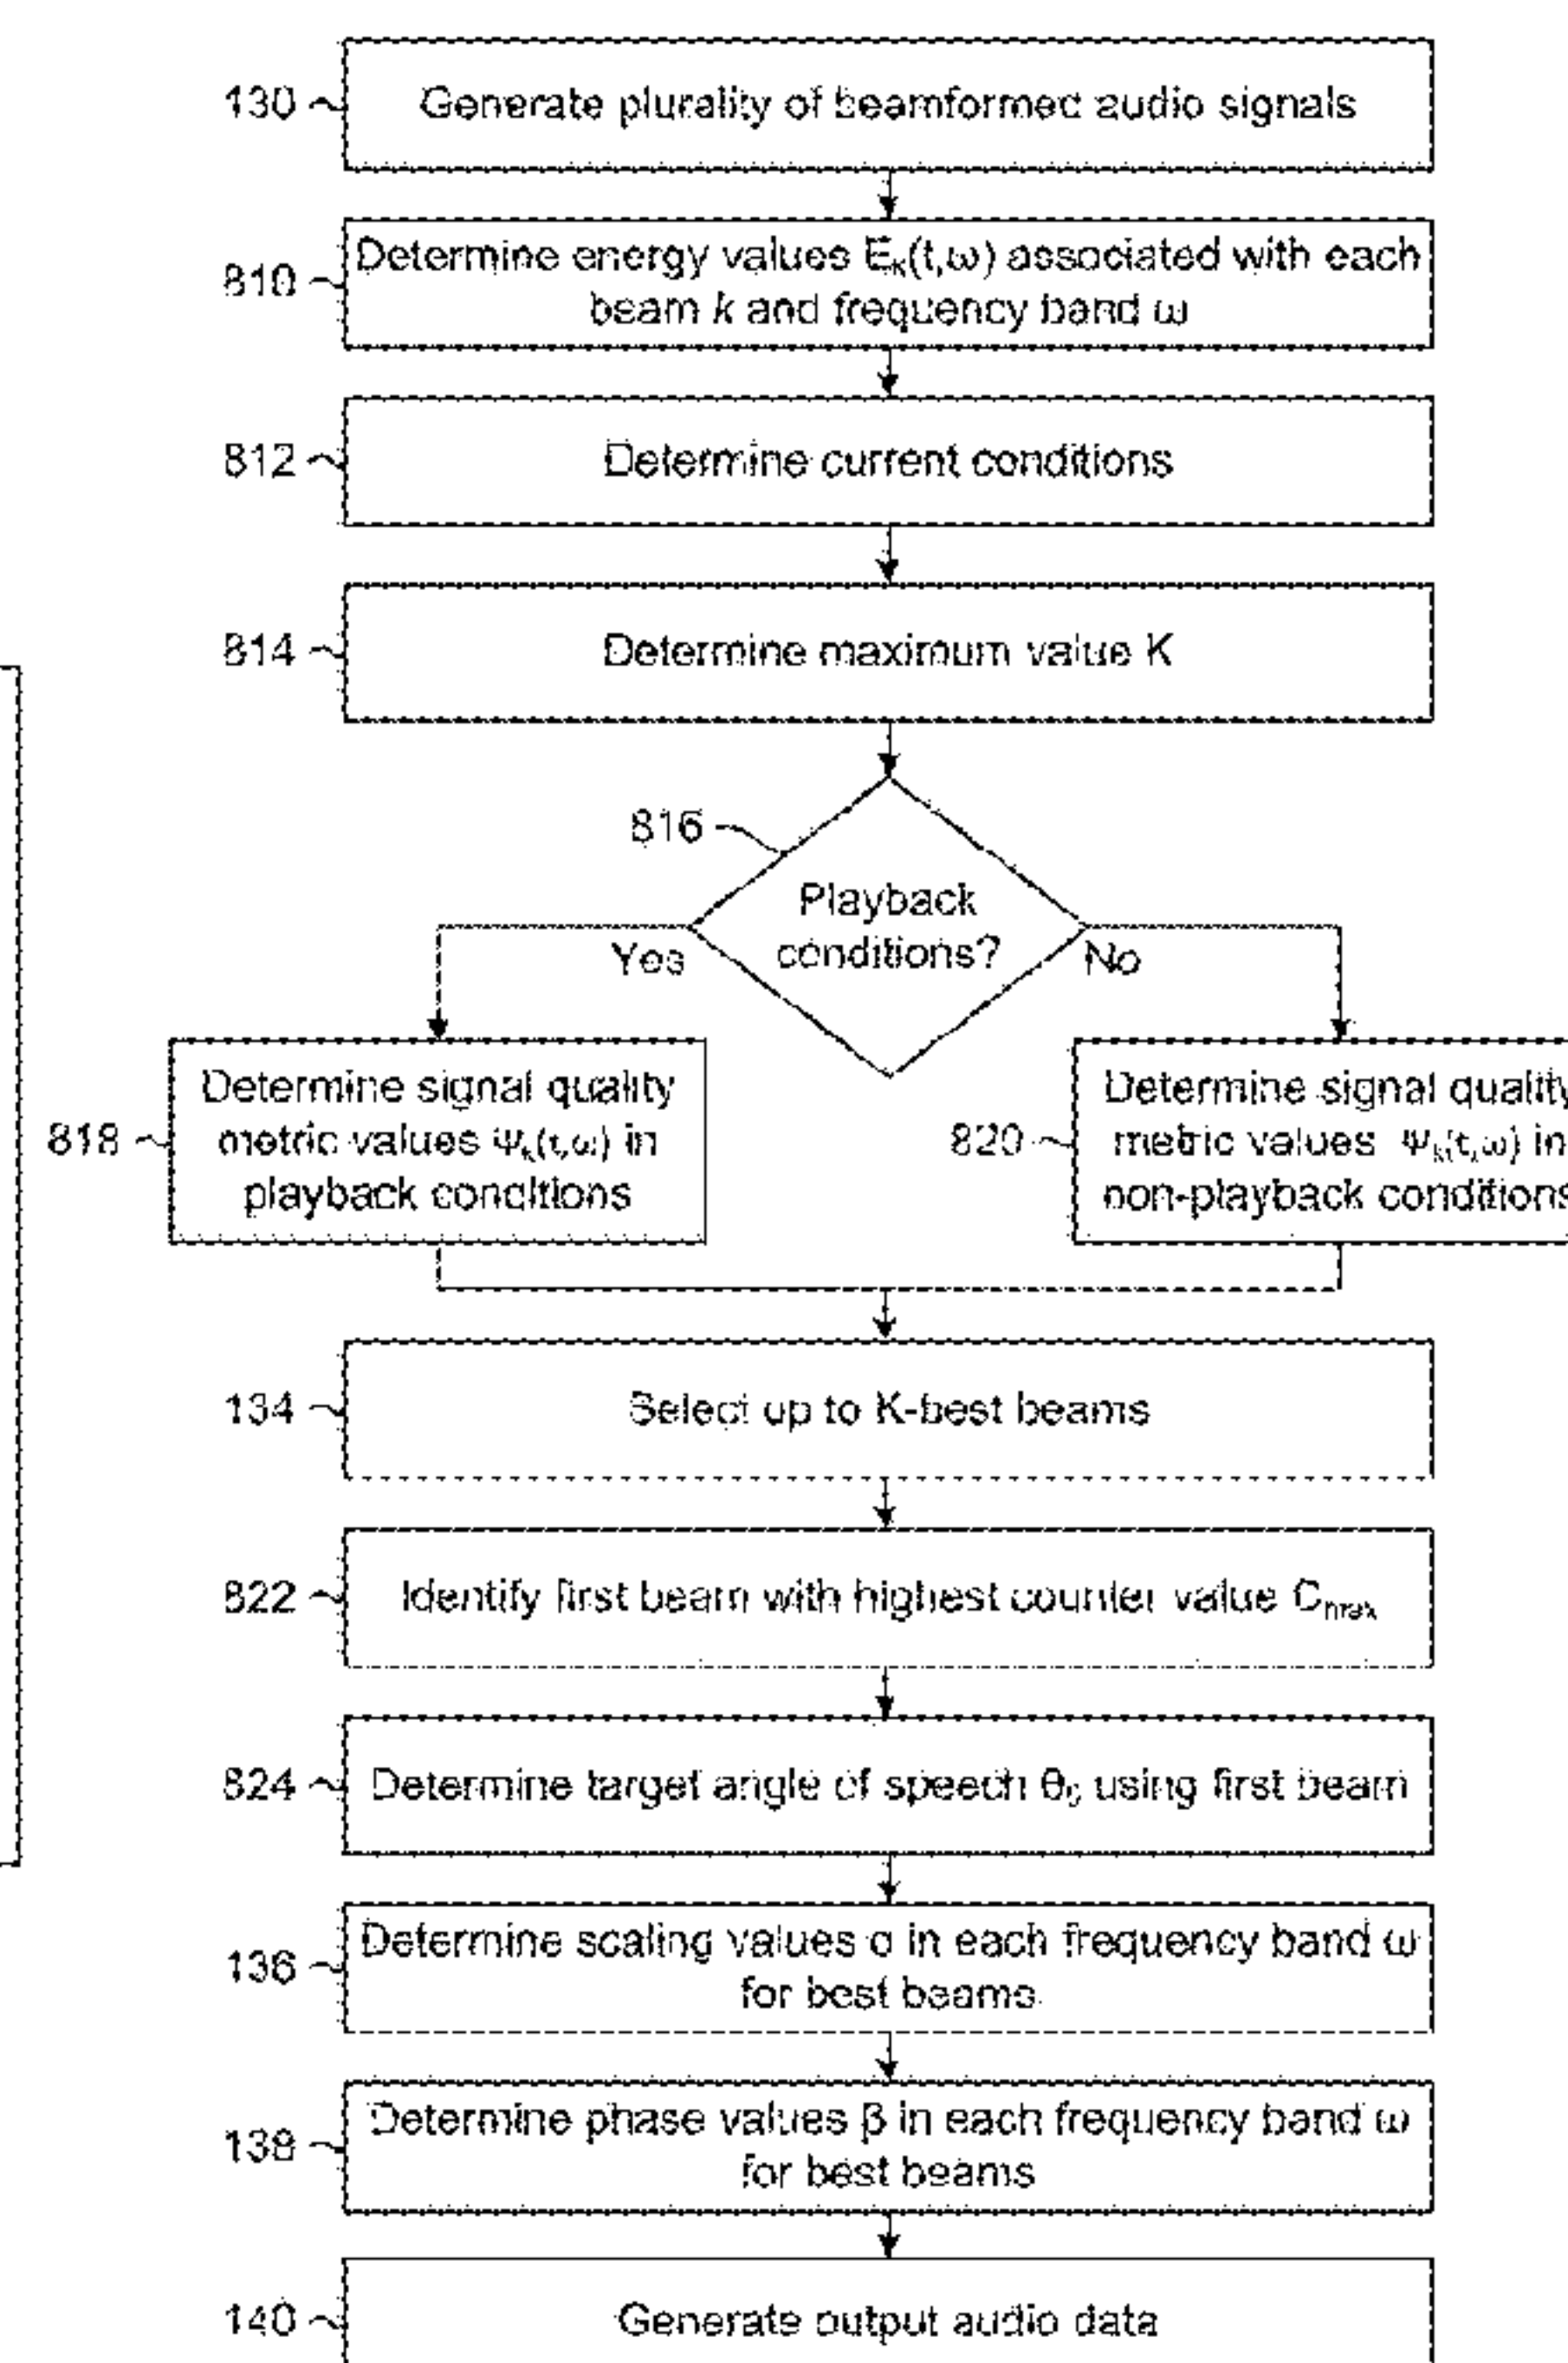 130
Generate plurality of beamformed audio signals
810
Determine energy values Eₖ(t,ω) associated with each
beam k and frequency band ω
812
Determine current conditions
814
Determine maximum value K
816
Playback
conditions?
Yes
No
818
Determine signal quality
metric values Ψₖ(t,ω) in
playback conditions
820
Determine signal quality
metric values Ψₖ(t,ω) in
non-playback conditions
134
Select up to K-best beams
822
Identify first beam with highest counter value Cₘₐₓ
824
Determine target angle of speech θ₀ using first beam
136
Determine scaling values α in each frequency band ω
for best beams
138
Determine phase values β in each frequency band ω
for best beams
140
Generate output audio data